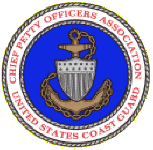 CHIEF PETTY OFFICERS ASSOCIATION
UNITED STATES COAST GUARD